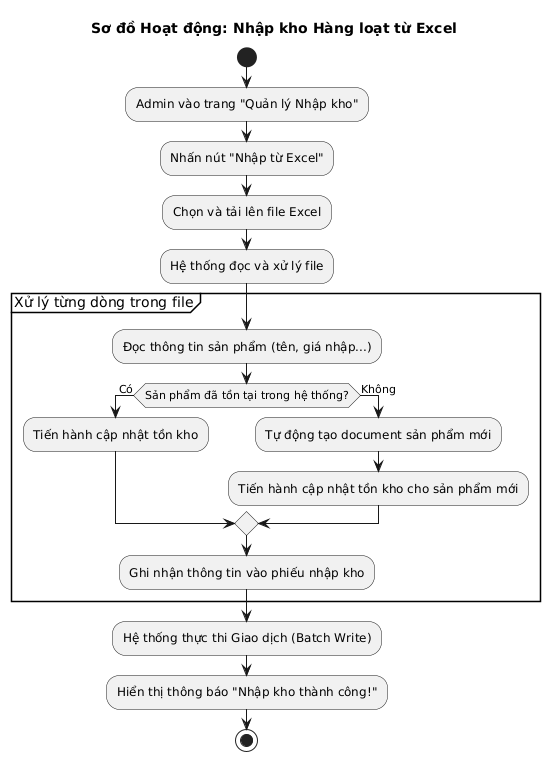 Sơ đồ Hoạt động: Nhập kho Hàng loạt từ Excel
Admin vào trang "Quản lý Nhập kho"
Nhấn nút "Nhập từ Excel"
Chọn và tải lên file Excel
Hệ thống đọc và xử lý file
Xử lý từng dòng trong file
Đọc thông tin sản phẩm (tên, giá nhập...)
Sản phẩm đã tồn tại trong hệ thống?
Có
Không
Tiến hành cập nhật tồn kho
Tự động tạo document sản phẩm mới
Tiến hành cập nhật tồn kho cho sản phẩm mới
Ghi nhận thông tin vào phiếu nhập kho
Hệ thống thực thi Giao dịch (Batch Write)
Hiển thị thông báo "Nhập kho thành công!"